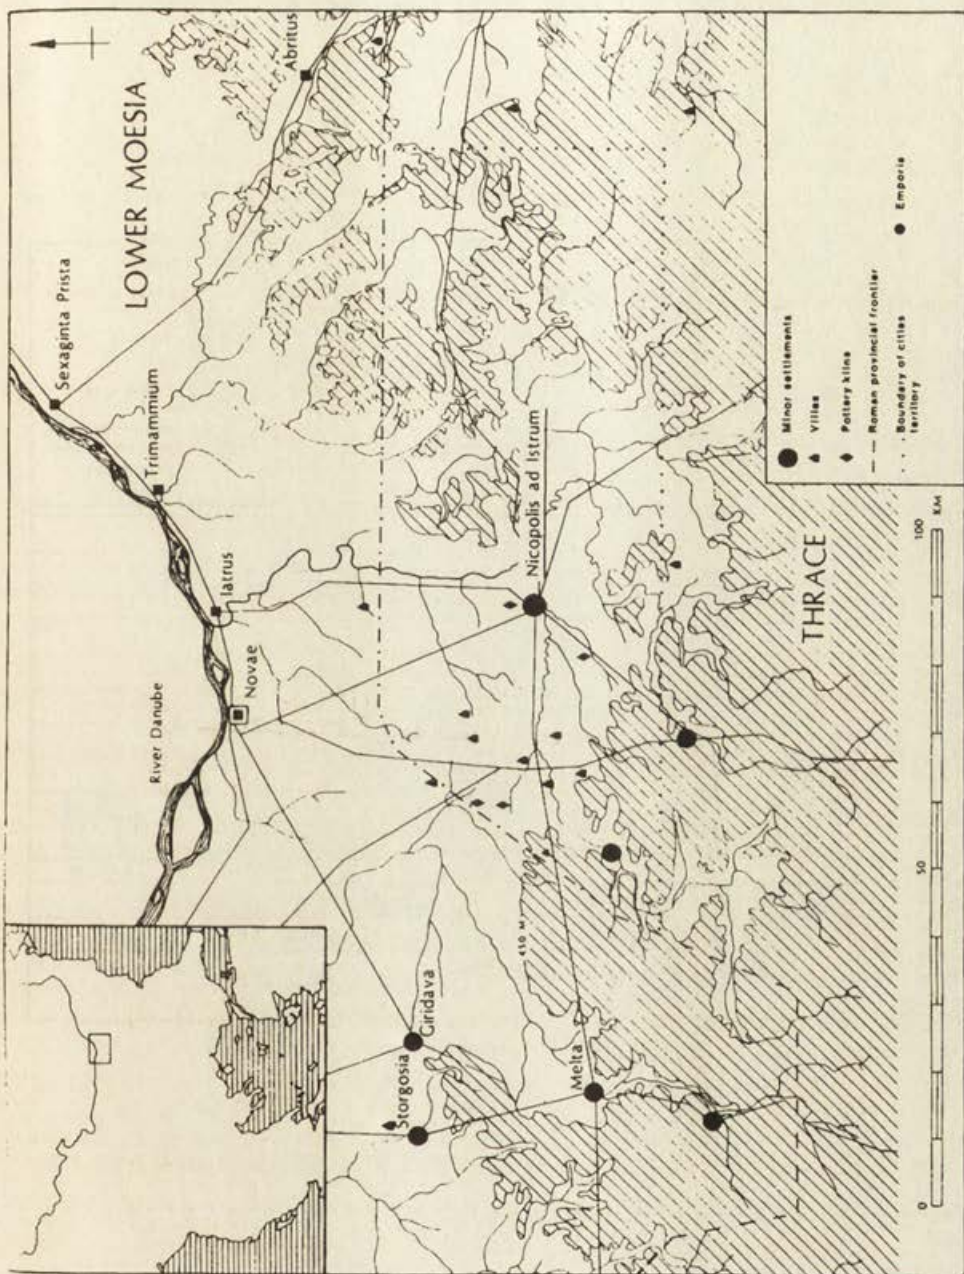 LOWER MOESIA
Abritus
Sexaginta Prista
Trimammium
Iatrus
Novae
River Danube
Nicopolis ad Istrum
THRACE
Storgosia
Ciridava
Melta
450 M
Minor settlements
Villas
Pottery kilns
Roman provincial frontier
Boundary of cities
territory
Emporia
0
50
100
KM